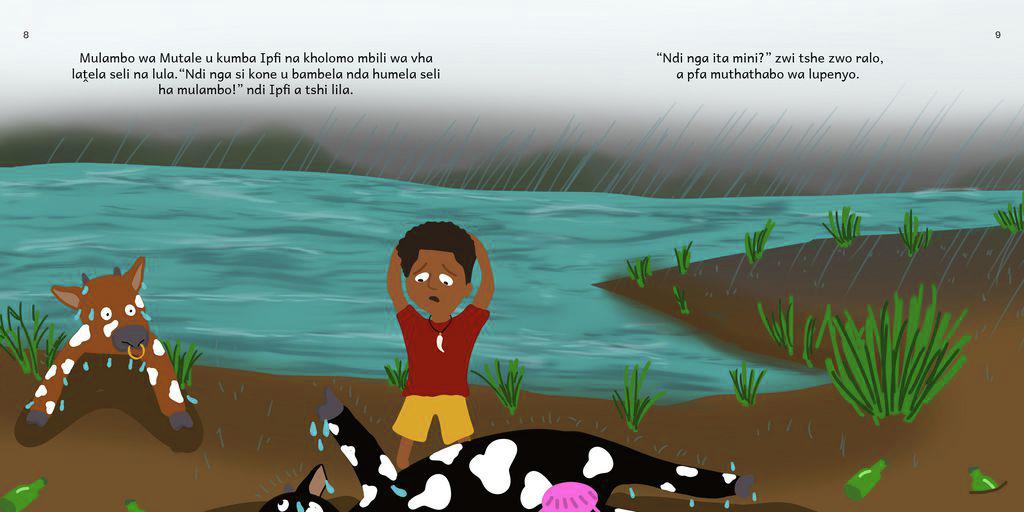 8
Mulambo wa Mutale u kumba Ipfi na kholomo mbili wa vha
laṱela seli na lula.“Ndi nga si kone u bambela nda humela seli
ha mulambo!” ndi Ipfi a tshi lila.
9
“Ndi nga ita mini?” zwi tshe zwo ralo,
a pfa muthathabo wa lupenyo.